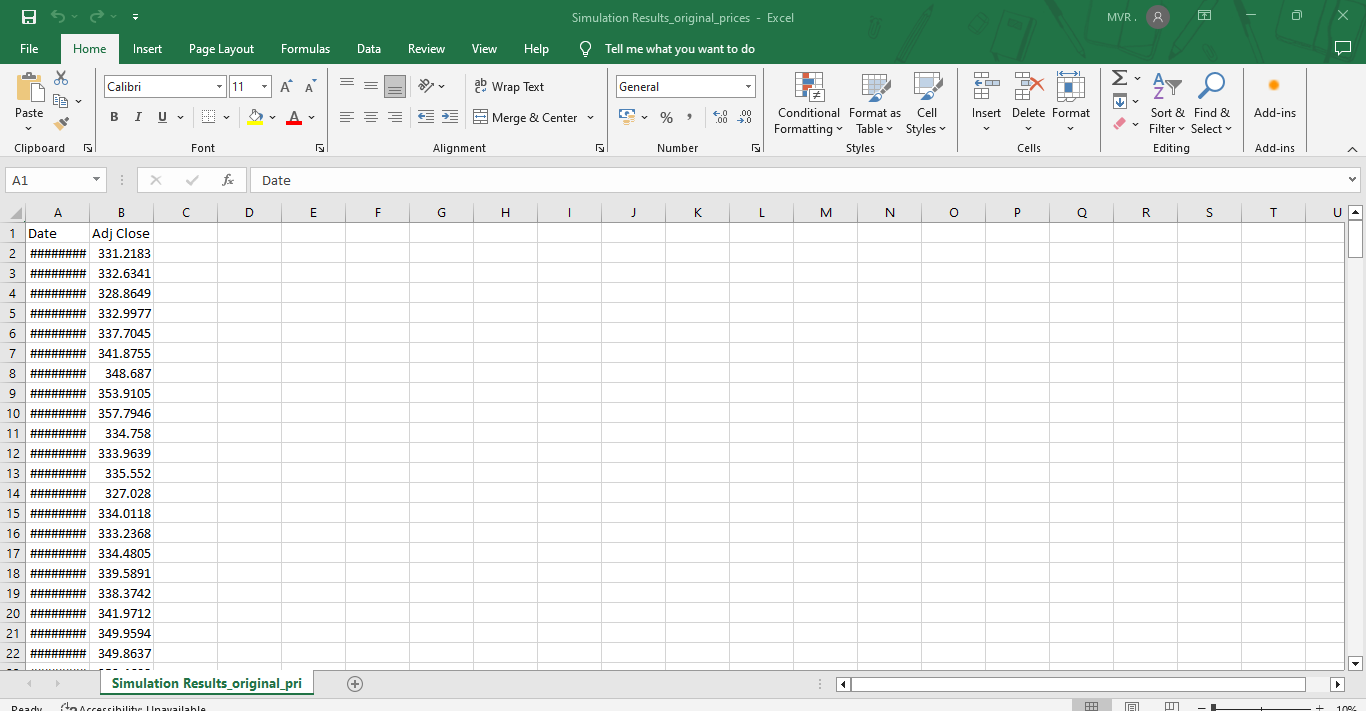 Simulation Results_original_prices - Excel
MVR .
File Home Insert Page Layout Formulas Data Review View Help Tell me what you want to do
Paste
Calibri 11
B I U
Wrap Text
Merge & Center
General
%
Conditional Formatting
Format as Table
Cell Styles
Insert Delete Format
Sort & Filter
Find & Select
Add-ins
Clipboard Font Alignment Number Styles Cells Editing Add-ins
A1 fx Date
A B C D E F G H I J K L M N O P Q R S T U
1 Date Adj Close
2 ######## 331.2183
3 ######## 332.6341
4 ######## 328.8649
5 ######## 332.9977
6 ######## 337.7045
7 ######## 341.8755
8 ######## 348.687
9 ######## 353.9105
10 ######## 357.7946
11 ######## 334.758
12 ######## 333.9639
13 ######## 335.552
14 ######## 327.028
15 ######## 334.0118
16 ######## 333.2368
17 ######## 334.4805
18 ######## 339.5891
19 ######## 338.3742
20 ######## 341.9712
21 ######## 349.9594
22 ######## 349.8637
Simulation Results_original_pri
Ready Accessibility: Unavailable 10%